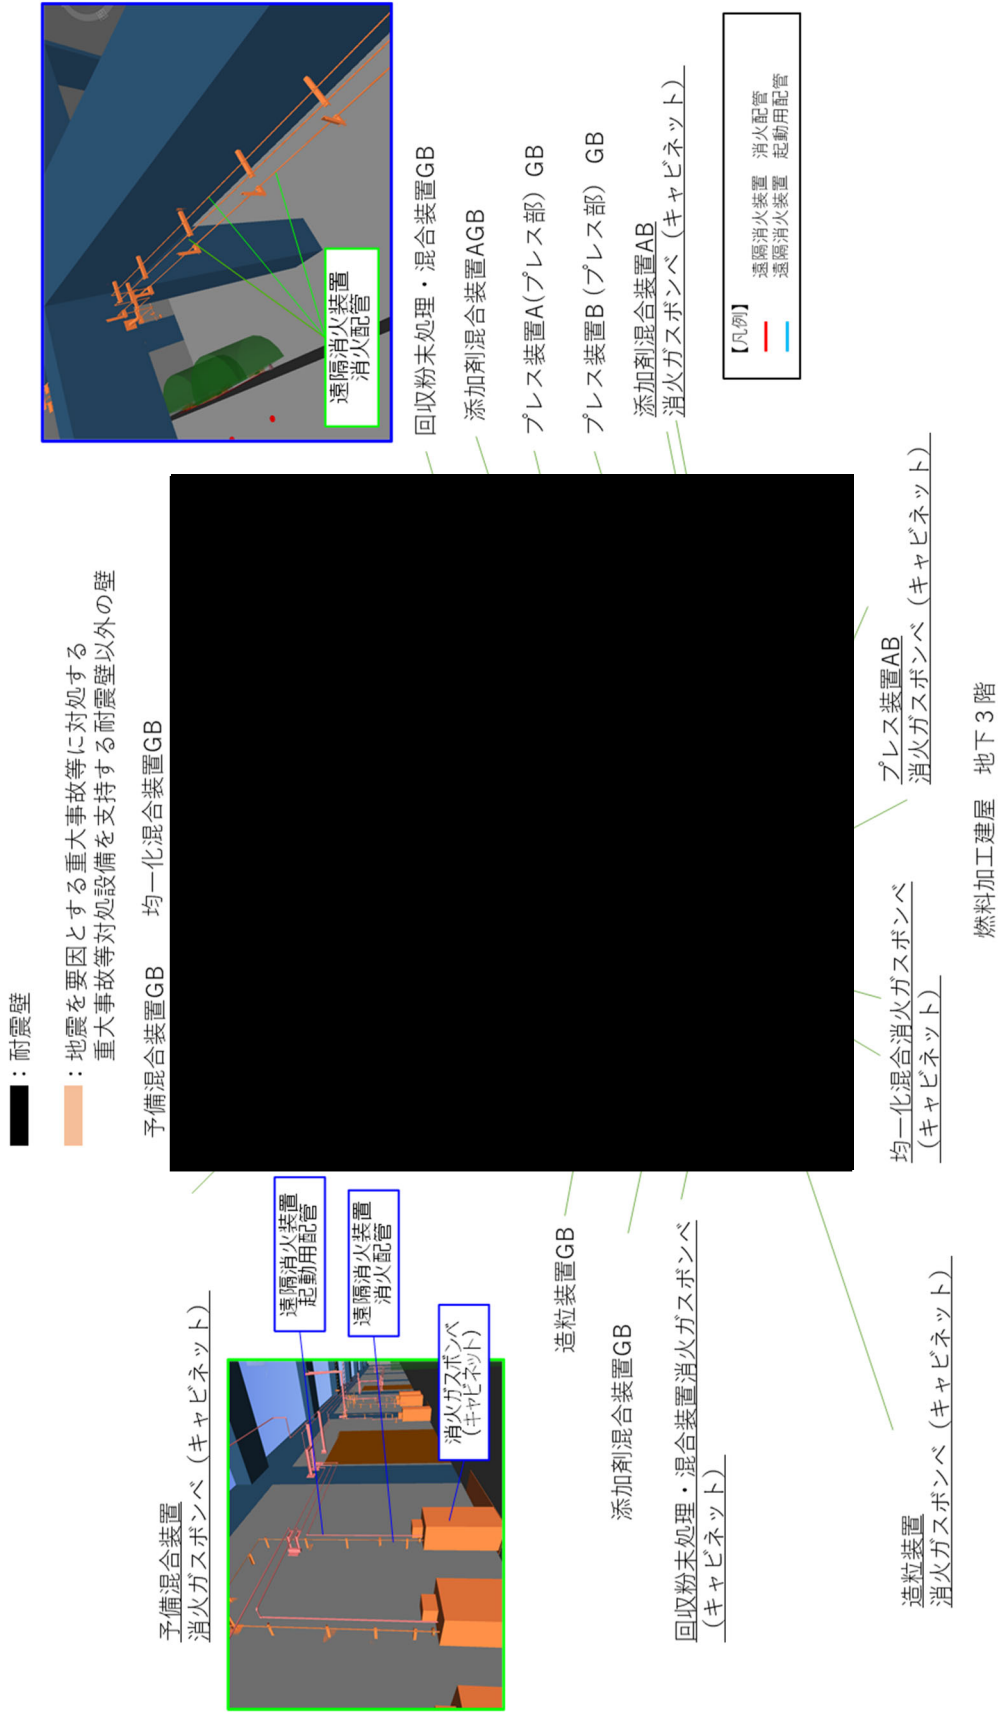 ：耐震壁
：地震を要因とする重大事故等に対処する
重大事故等対処設備を支持する耐震壁以外の壁
予備混合装置
消火ガスボンベ（キャビネット）
予備混合装置GB
均一化混合装置GB
遠隔消火装置
起動用配管
遠隔消火装置
消火配管
消火ガスボンベ
(キャビネット)
遠隔消火装置
消火配管
回収粉末処理・混合装置GB
添加剤混合装置AGB
プレス装置A(プレス部）GB
プレス装置B (プレス部） GB
添加剤混合装置AB
消火ガスボンベ（キャビネット）
造粒装置GB
添加剤混合装置GB
回収粉末処理・混合装置消火ガスボンベ
（キャビネット）
造粒装置
消火ガスボンベ（キャビネット）
均一化混合消火ガスボンベ
（キャビネット）
プレス装置AB
消火ガスボンベ（キャビネット）
【凡例】
遠隔消火装置 消火配管
遠隔消火装置 起動用配管
燃料加工建屋 地下３階